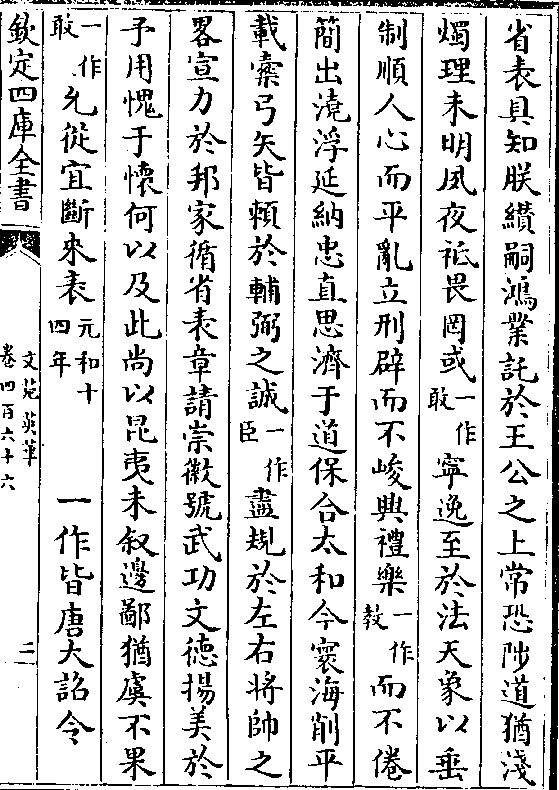 省表具知朕纉嗣鴻業託於王公之上常恐陟道猶淺
燭理未明夙夜祗畏罔或一作敢寧逸至於法天象以垂
制順人心而平亂立刑辟而不峻興禮樂一作教而不倦
簡出澆浮延納忠直思濟于道保合太和今寰海削平
載櫜弓矢皆賴於輔弼之誠一作臣盡規於左右將帥之
畧宣力於邦家循省表章請崇徽號武功文德揚美於
予用愧于懷何以及此尚以昆夷未叙邊鄙猶虞不果
一作敢允從宜斷來表元和十四年 一作皆唐大詔令
欽定四庫全書
文苑英華
卷四百六十六
二